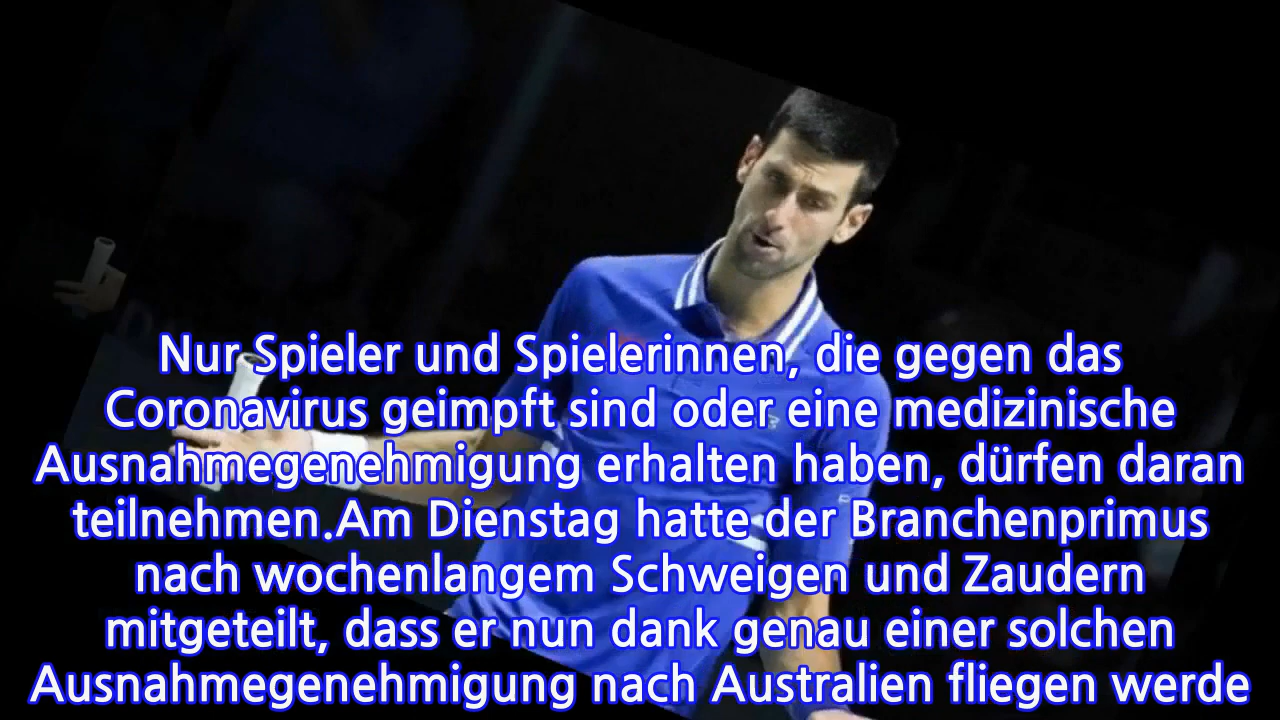 Nur Spieler und Spielerinnen, die gegen das
Coronavirus geimpft sind oder eine medizinische
Ausnahmegenehmigung erhalten haben, dürfen daran
teilnehmen.Am Dienstag hatte der Branchenprimus
nach wochenlangem Schweigen und Zaudern
mitgeteilt, dass er nun dank genau einer solchen
Ausnahmegenehmigung nach Australien fliegen werde